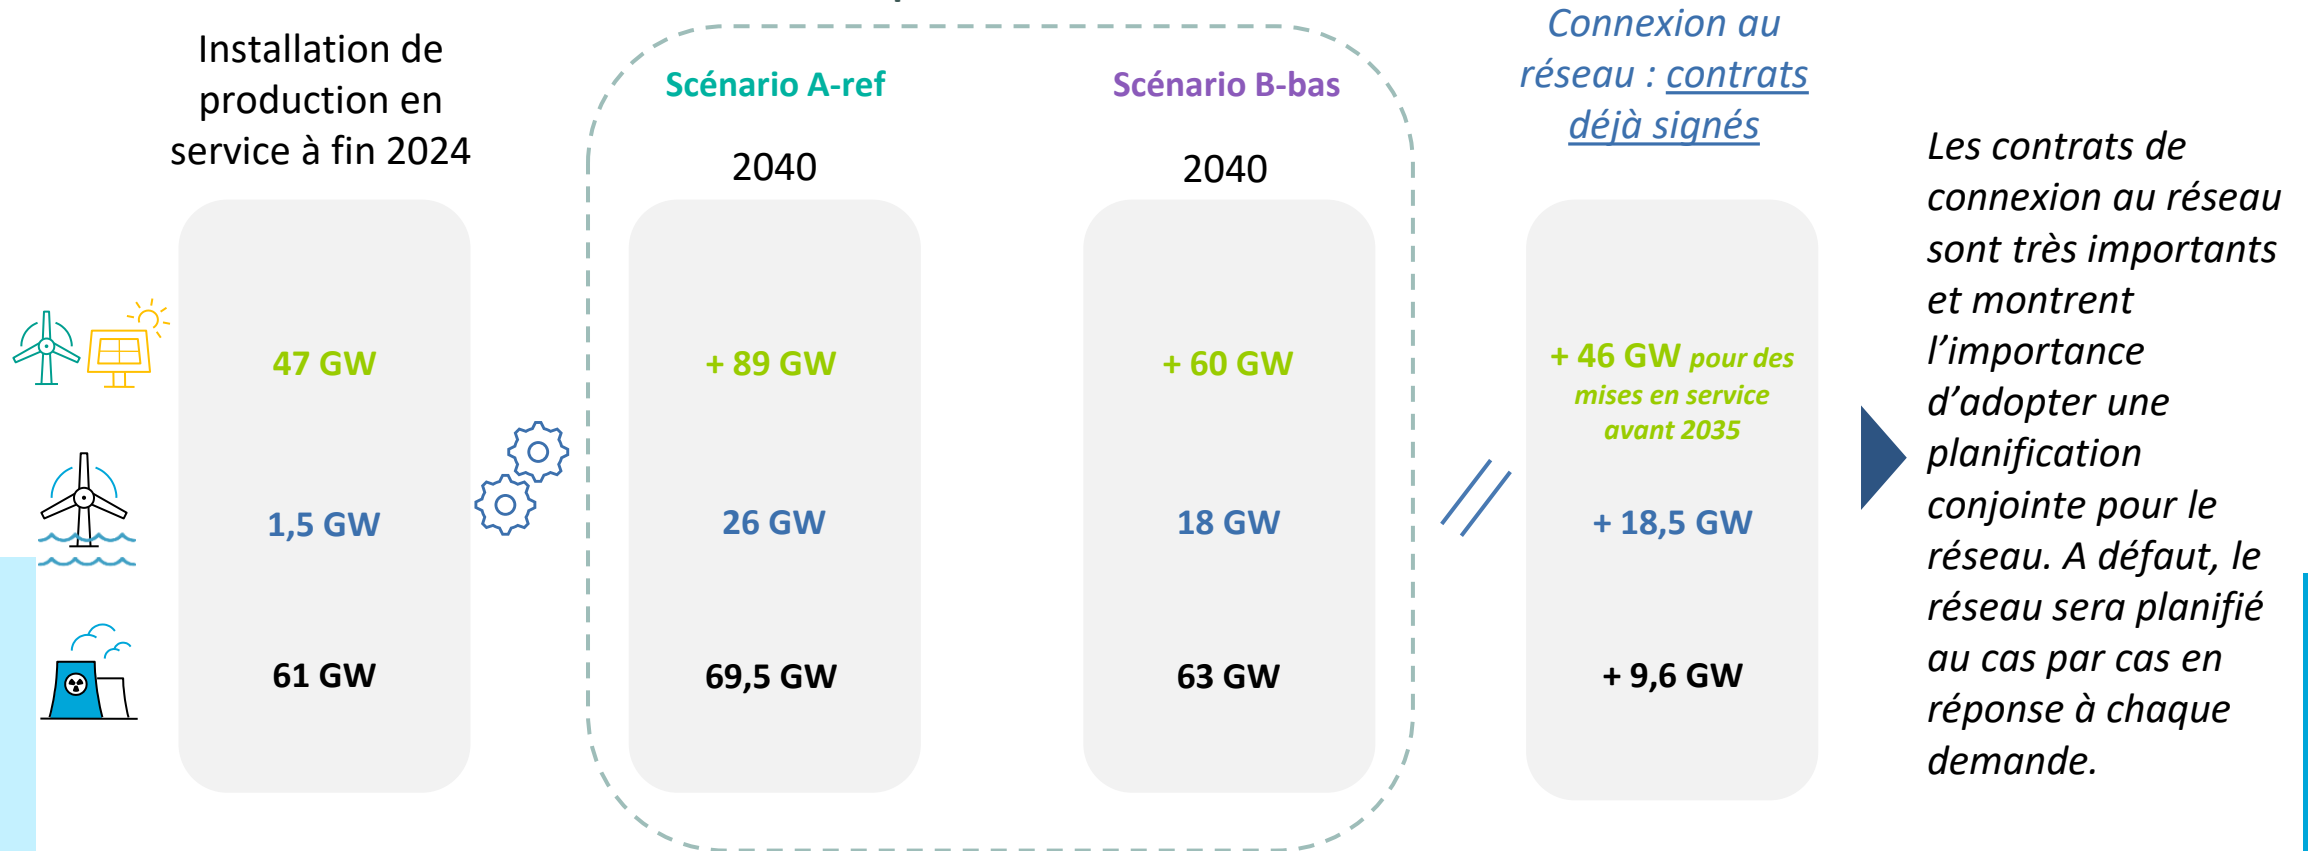 Installation de
production en
service à fin 2024
47 GW
1,5 GW
61 GW
Scénario A-ref
2040
+ 89 GW
26 GW
69,5 GW
Scénario B-bas
2040
+ 60 GW
18 GW
63 GW
Connexion au
réseau : contrats
déjà signés
+ 46 GW pour des
mises en service
avant 2035
+ 18,5 GW
+ 9,6 GW
Les contrats de
connexion au réseau
sont très importants
et montrent
l’importance
d’adopter une
planification
conjointe pour le
réseau. A défaut, le
réseau sera planifié
au cas par cas en
réponse à chaque
demande.